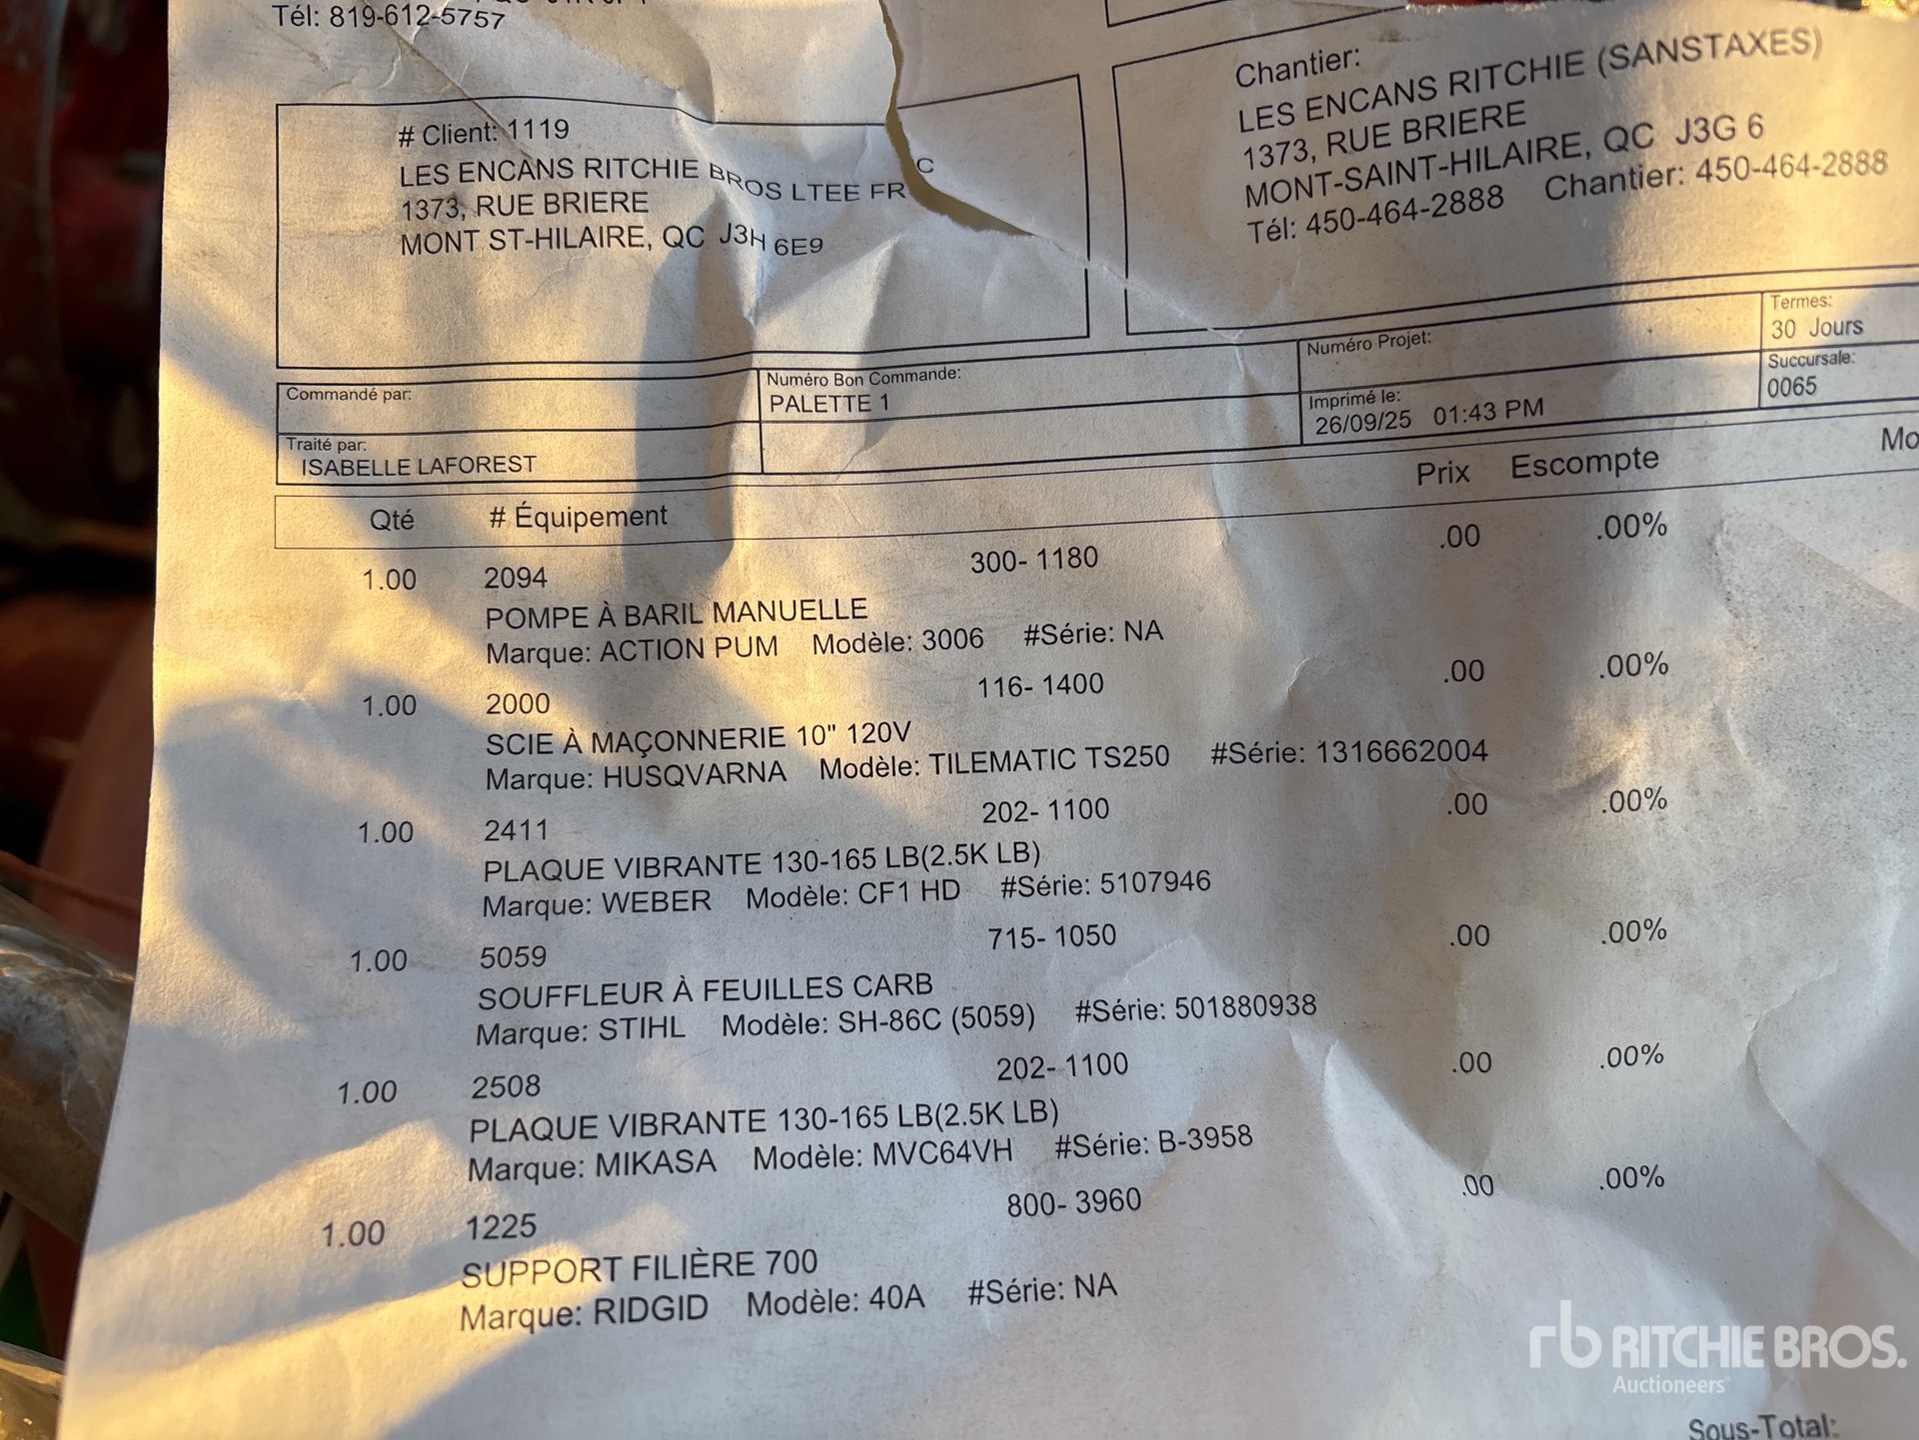 Tél: 819-612-5757
# Client: 1119
LES ENCANS RITCHIE BROS LTEE FR C
1373, RUE BRIERE
MONT ST-HILAIRE, QC J3H 6E9
Chantier:
LES ENCANS RITCHIE (SANSTAXES)
1373, RUE BRIERE
MONT-SAINT-HILAIRE, QC J3G 6
Tél: 450-464-2888 Chantier: 450-464-2888
Commandé par:
Numéro Bon Commande:
PALETTE 1
Numéro Projet:
Termes:
30 Jours
Traité par:
ISABELLE LAFOREST
Imprimé le:
26/09/25 01:43 PM
Succursale:
0065
Qté # Équipement Prix Escompte Mo
1.00 2094 300- 1180 .00 .00%
POMPE À BARIL MANUELLE
Marque: ACTION PUM Modèle: 3006 #Série: NA
1.00 2000 116- 1400 .00 .00%
SCIE À MAÇONNERIE 10" 120V
Marque: HUSQVARNA Modèle: TILEMATIC TS250 #Série: 1316662004
1.00 2411 202- 1100 .00 .00%
PLAQUE VIBRANTE 130-165 LB(2.5K LB)
Marque: WEBER Modèle: CF1 HD #Série: 5107946
1.00 5059 715- 1050 .00 .00%
SOUFFLEUR À FEUILLES CARB
Marque: STIHL Modèle: SH-86C (5059) #Série: 501880938
1.00 2508 202- 1100 .00 .00%
PLAQUE VIBRANTE 130-165 LB(2.5K LB)
Marque: MIKASA Modèle: MVC64VH #Série: B-3958
1.00 1225 800- 3960 .00 .00%
SUPPORT FILIÈRE 700
Marque: RIDGID Modèle: 40A #Série: NA
rb RITCHIE BROS.
Auctioneers
Sous-Total: